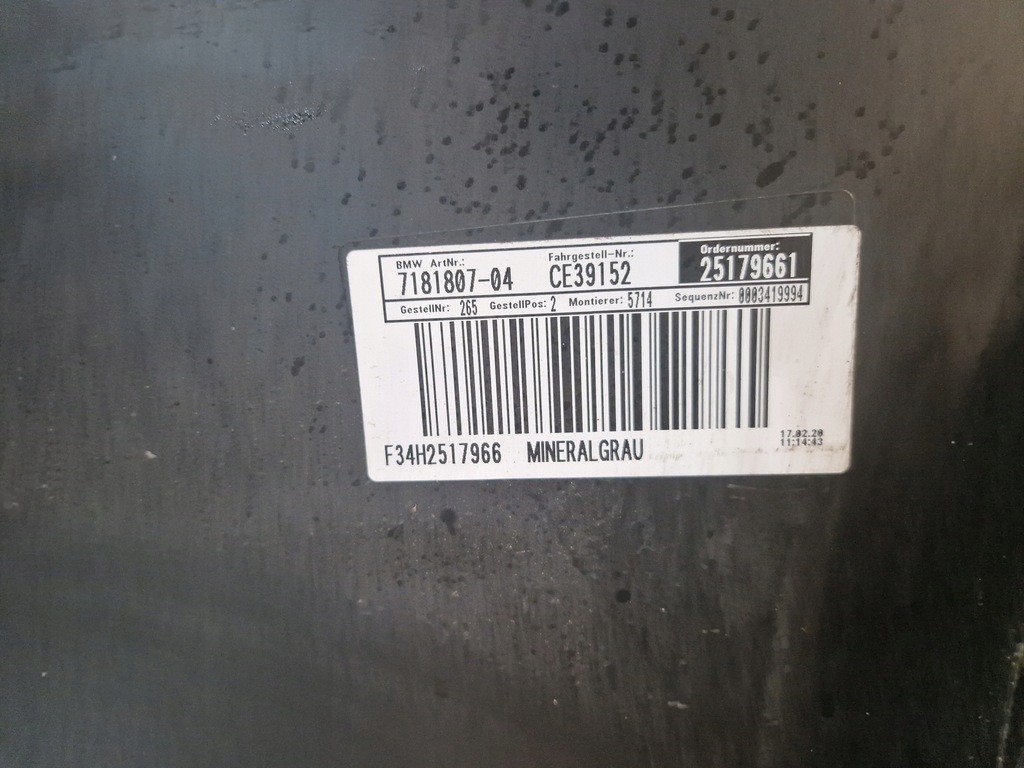 BMW ArtNr.: Fahrgestell-Nr.: Ordernummer:
7181807-04 CE39152 25179661
GestellNr: 265 GestellPos: 2 Montierer: 5714 SequenzNr: 0003419994
F34H2517966 MINERALGRAU
17.02.20
11:14:43